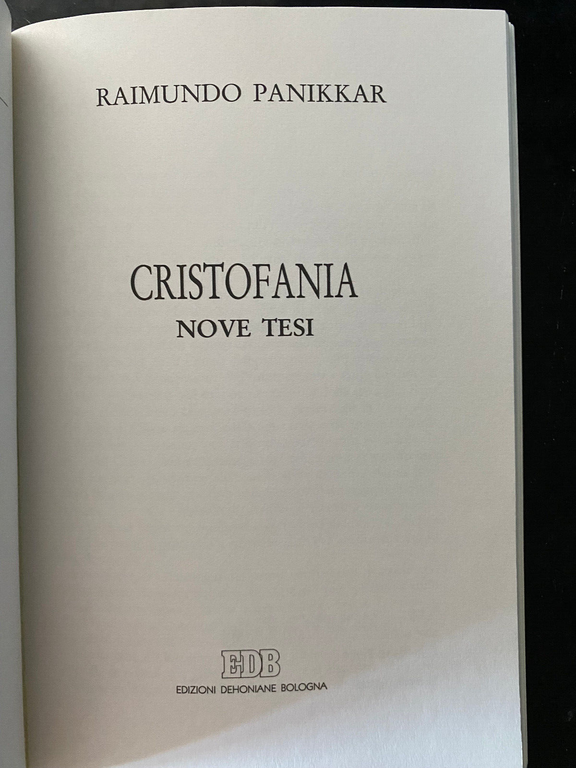 RAIMUNDO PANIKKAR
CRISTOFANIA
NOVE TESI
EDB
EDIZIONI DEHONIANE BOLOGNA